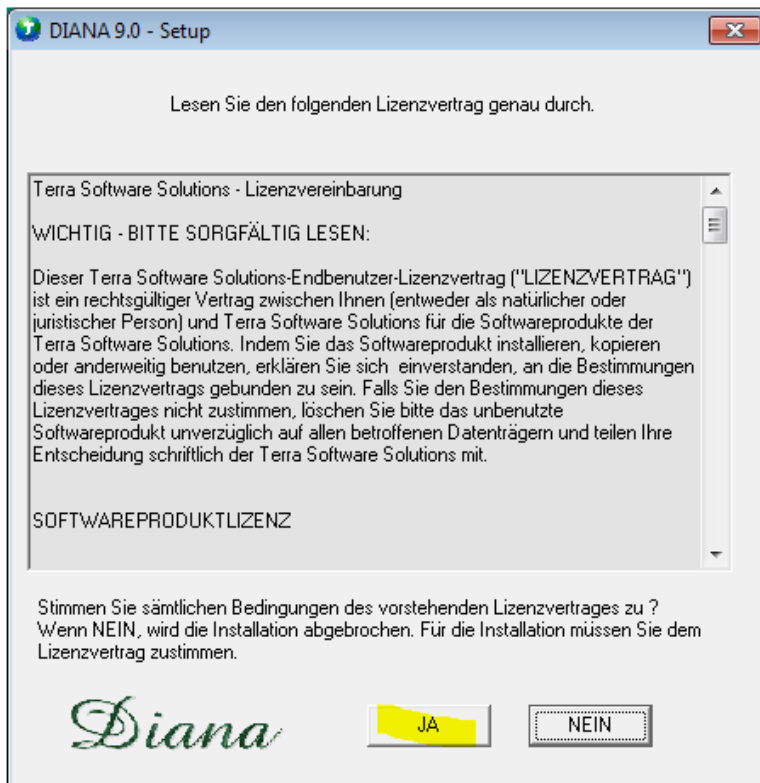 DIANA 9.0 - Setup
Lesen Sie den folgenden Lizenzvertrag genau durch.
Terra Software Solutions - Lizenzvereinbarung
WICHTIG - BITTE SORGFÄLTIG LESEN:
Dieser Terra Software Solutions-Endbenutzer-Lizenzvertrag ("LIZENZVERTRAG")
ist ein rechtsgültiger Vertrag zwischen Ihnen (entweder als natürlicher oder
juristischer Person) und Terra Software Solutions für die Softwareprodukte der
Terra Software Solutions. Indem Sie das Softwareprodukt installieren, kopieren
oder anderweitig benutzen, erklären Sie sich  einverstanden, an die Bestimmungen
dieses Lizenzvertrags gebunden zu sein. Falls Sie den Bestimmungen dieses
Lizenzvertrages nicht zustimmen, löschen Sie bitte das unbenutzte
Softwareprodukt unverzüglich auf allen betroffenen Datenträgern und teilen Ihre
Entscheidung schriftlich der Terra Software Solutions mit.
SOFTWAREPRODUKTLIZENZ
Stimmen Sie sämtlichen Bedingungen des vorstehenden Lizenzvertrages zu ?
Wenn NEIN, wird die Installation abgebrochen. Für die Installation müssen Sie dem
Lizenzvertrag zustimmen.
Diana
JA
NEIN